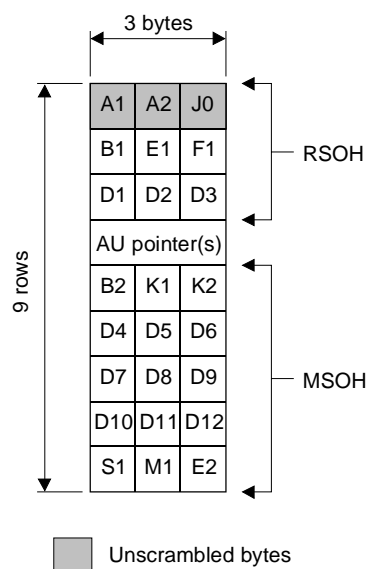 3 bytes
A1 A2 J0
B1 E1 F1
RSOH
D1 D2 D3
AU pointer(s)
9 rows
B2 K1 K2
D4 D5 D6
D7 D8 D9
MSOH
D10 D11 D12
S1 M1 E2
Unscrambled bytes